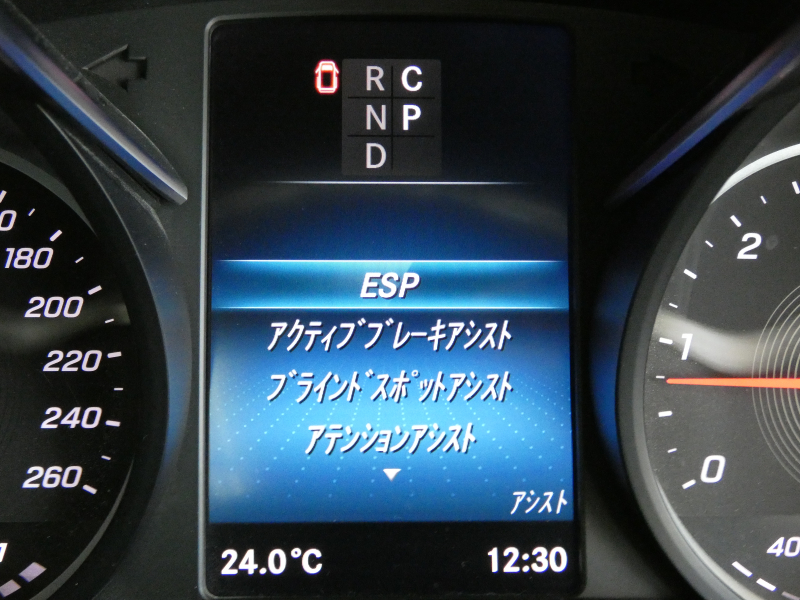 R C
N P
D
ESP
アクティブブレーキアシスト
ブラインドスポットアシスト
アテンションアシスト
アシスト
24.0°C
12:30
180
200
220
240
260
2
1
0